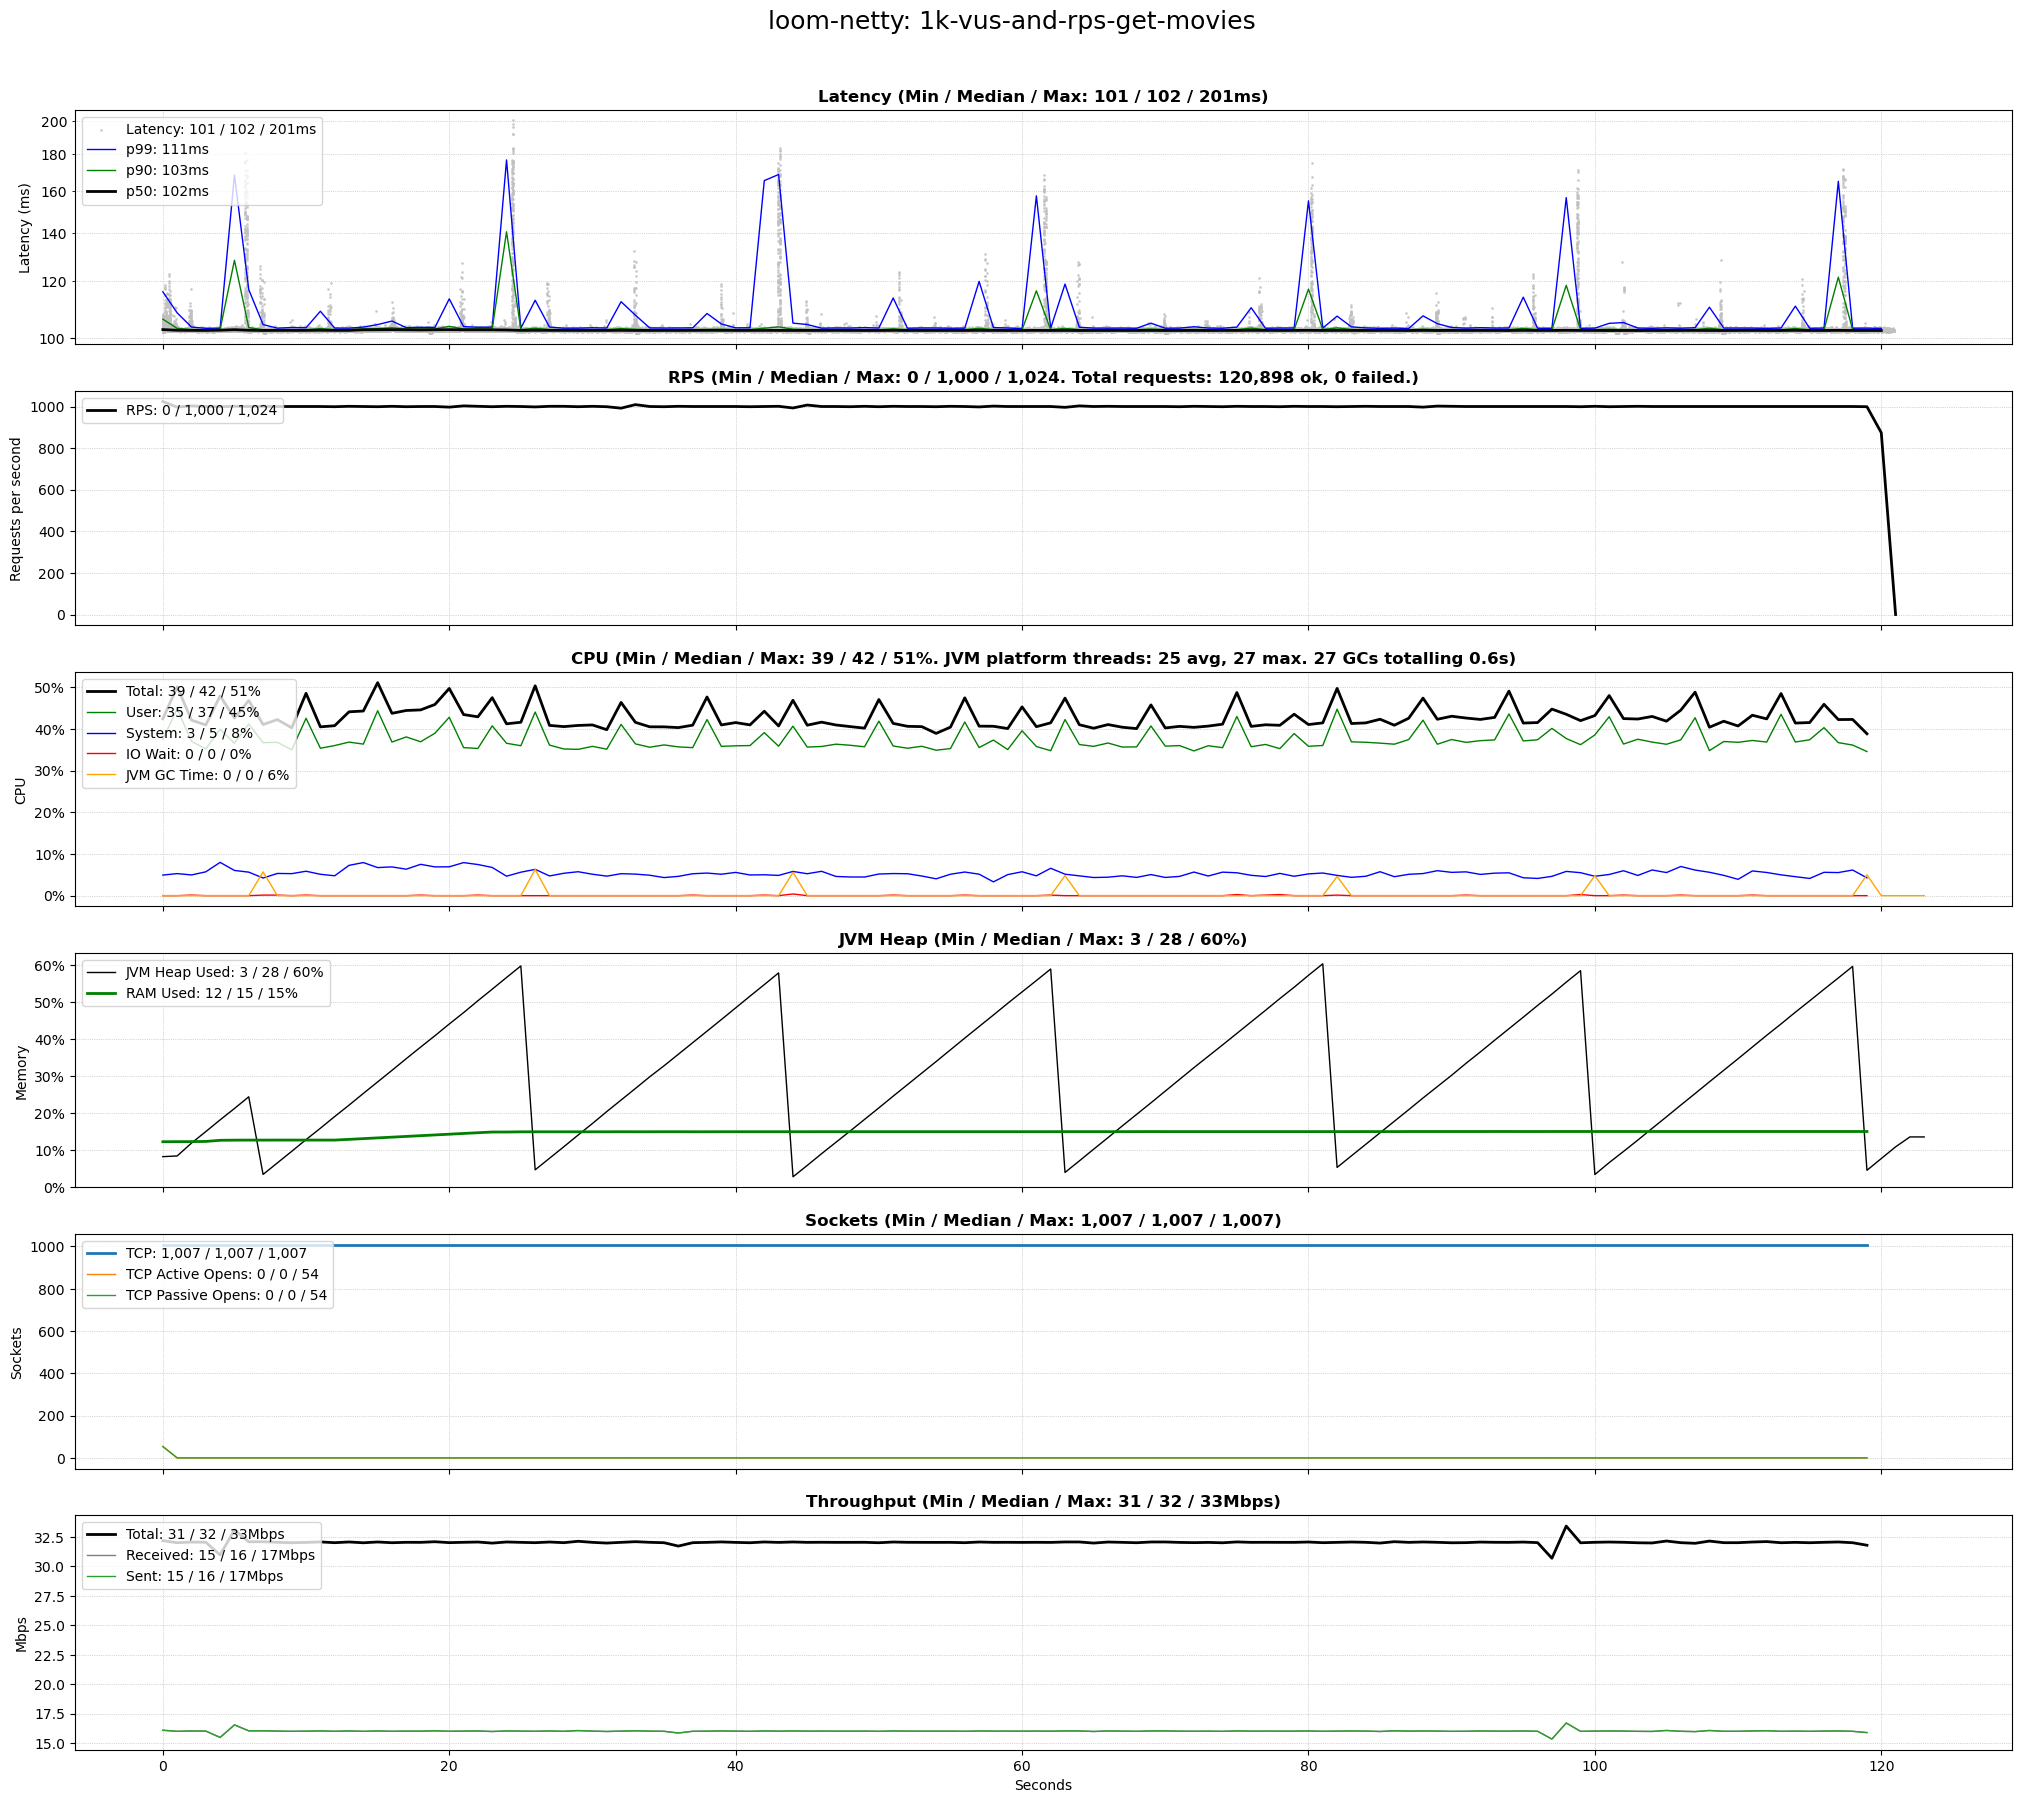 loom-netty: 1k-vus-and-rps-get-movies
Latency (Min / Median / Max: 101 / 102 / 201ms)
Latency (ms)
200
180
160
140
120
100
Latency: 101 / 102 / 201ms
p99: 111ms
p90: 103ms
p50: 102ms
RPS (Min / Median / Max: 0 / 1,000 / 1,024. Total requests: 120,898 ok, 0 failed.)
Requests per second
1000
800
600
400
200
0
RPS: 0 / 1,000 / 1,024
CPU (Min / Median / Max: 39 / 42 / 51%. JVM platform threads: 25 avg, 27 max. 27 GCs totalling 0.6s)
CPU
50%
40%
30%
20%
10%
0%
Total: 39 / 42 / 51%
User: 35 / 37 / 45%
System: 3 / 5 / 8%
IO Wait: 0 / 0 / 0%
JVM GC Time: 0 / 0 / 6%
JVM Heap (Min / Median / Max: 3 / 28 / 60%)
Memory
60%
50%
40%
30%
20%
10%
0%
JVM Heap Used: 3 / 28 / 60%
RAM Used: 12 / 15 / 15%
Sockets (Min / Median / Max: 1,007 / 1,007 / 1,007)
Sockets
1000
800
600
400
200
0
TCP: 1,007 / 1,007 / 1,007
TCP Active Opens: 0 / 0 / 54
TCP Passive Opens: 0 / 0 / 54
Throughput (Min / Median / Max: 31 / 32 / 33Mbps)
Mbps
32.5
30.0
27.5
25.0
22.5
20.0
17.5
15.0
Total: 31 / 32 / 33Mbps
Received: 15 / 16 / 17Mbps
Sent: 15 / 16 / 17Mbps
0 20 40 60 80 100 120
Seconds